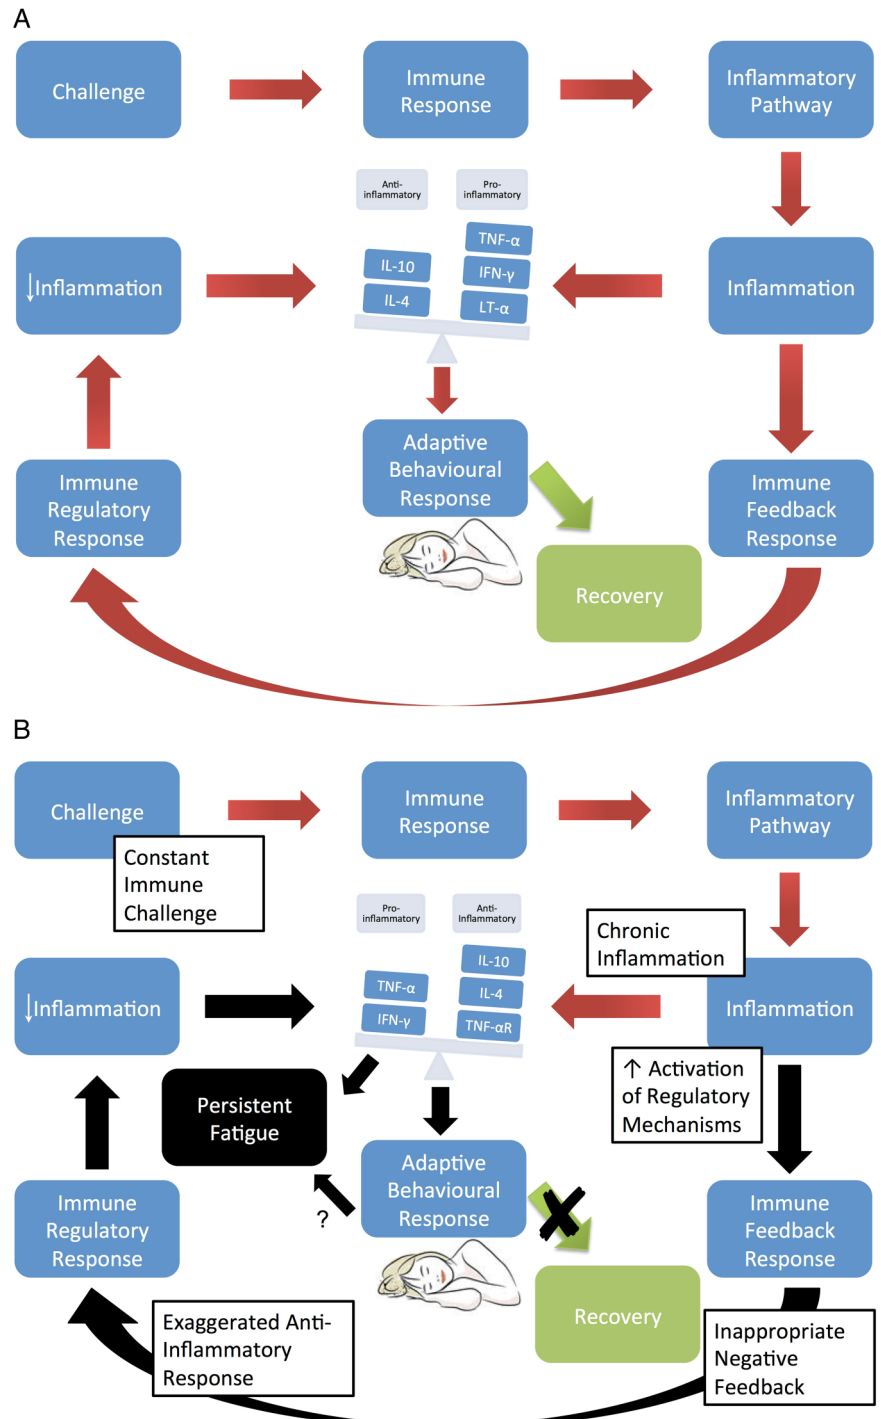 A
Challenge
Immune
Response
Inflammatory
Pathway
Anti-
inflammatory
Pro-
inflammatory
TNF-α
IL-10
IFN-γ
IL-4
LT-α
↓Inflammation
Inflammation
Adaptive
Behavioural
Response
Immune
Regulatory
Response
Immune
Feedback
Response
Recovery
B
Challenge
Constant
Immune
Challenge
Immune
Response
Inflammatory
Pathway
Pro-
inflammatory
Anti-
Inflammatory
Chronic
Inflammation
IL-10
TNF-α
IL-4
IFN-γ
TNF-αR
↓Inflammation
Inflammation
↑ Activation
of Regulatory
Mechanisms
Persistent
Fatigue
Adaptive
Behavioural
Response
?
Immune
Regulatory
Response
Immune
Feedback
Response
Recovery
Exaggerated Anti-
Inflammatory
Response
Inappropriate
Negative
Feedback